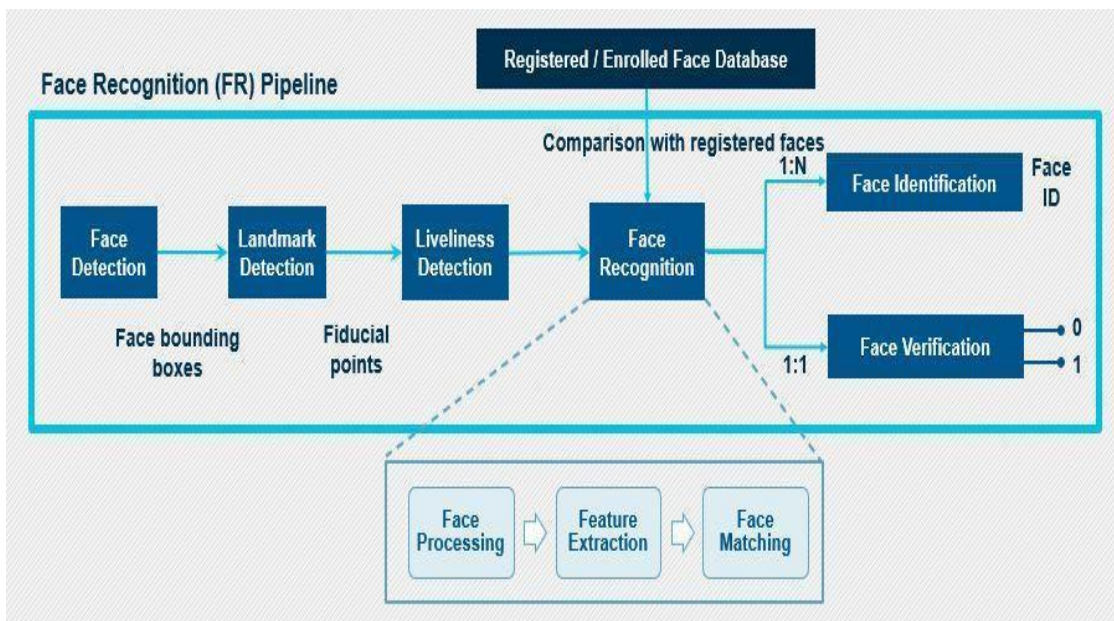 Registered / Enrolled Face Database
Face Recognition (FR) Pipeline
Comparison with registered faces
1:N
Face Identification
Face
ID
Face
Detection
Landmark
Detection
Liveliness
Detection
Face
Recognition
Face bounding
boxes
Fiducial
points
1:1
Face Verification
0
1
Face
Processing
Feature
Extraction
Face
Matching